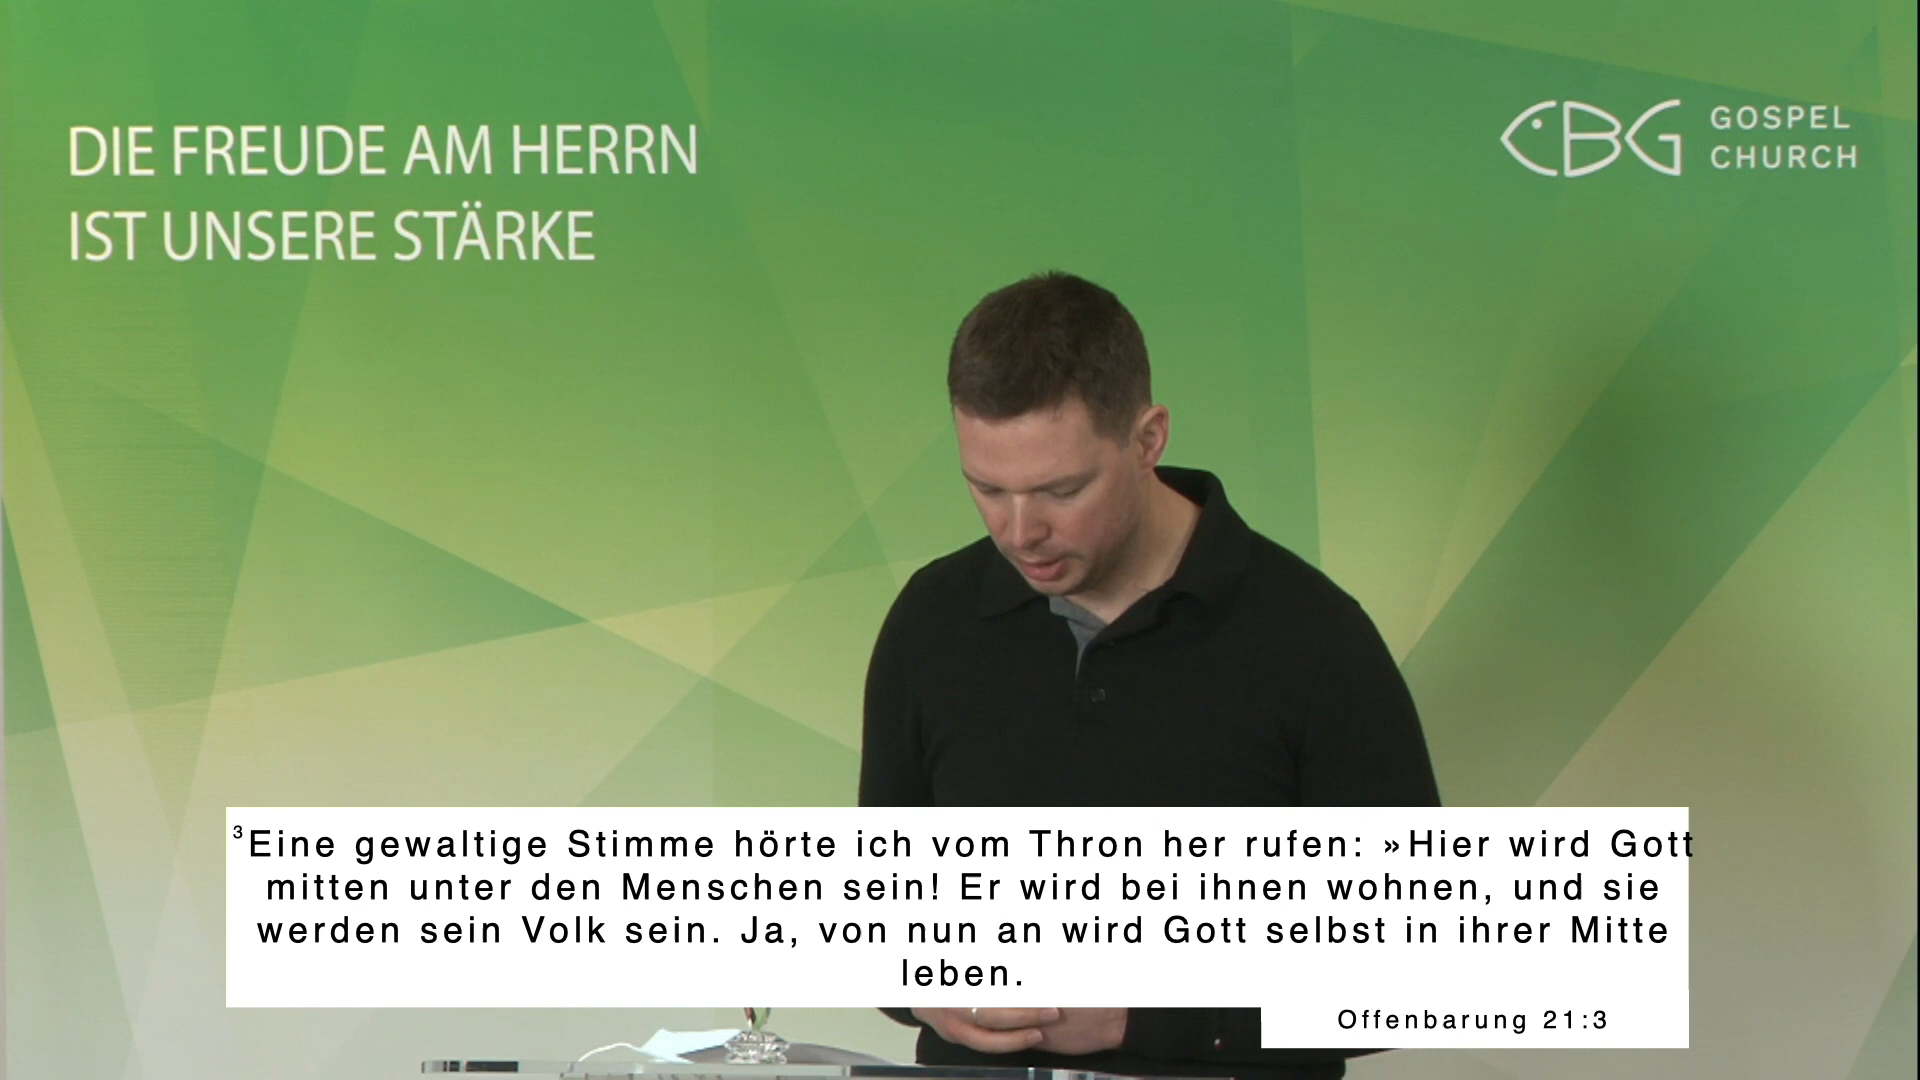 DIE FREUDE AM HERRN
IST UNSERE STÄRKE
CBG
GOSPEL
CHURCH
³Eine gewaltige Stimme hörte ich vom Thron her rufen: »Hier wird Gott
mitten unter den Menschen sein! Er wird bei ihnen wohnen, und sie
werden sein Volk sein. Ja, von nun an wird Gott selbst in ihrer Mitte
leben.
Offenbarung 21:3